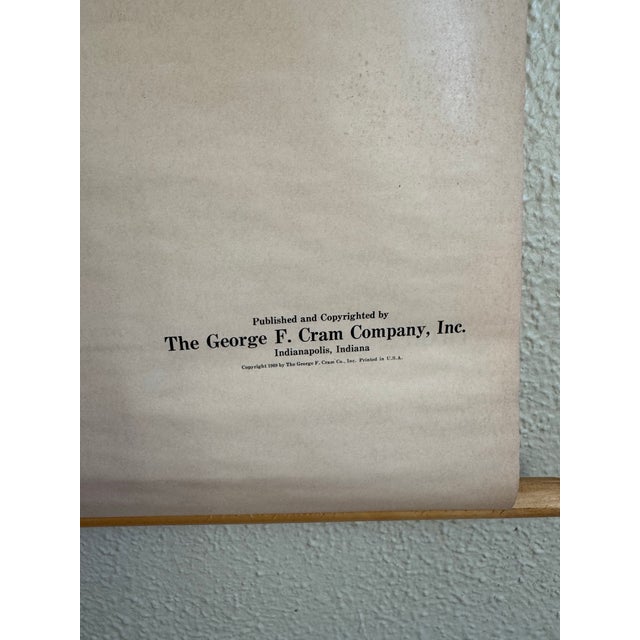 Published and Copyrighted by
The George F. Cram Company, Inc.
Indianapolis, Indiana
Copyright 1969 by The George F. Cram Co., Inc. Printed in U.S.A.